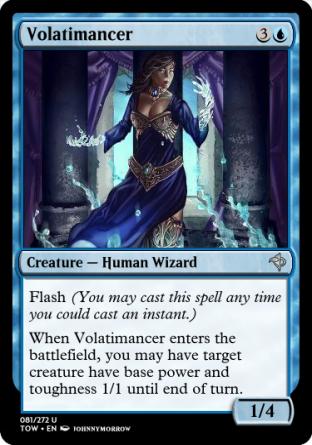 Volatimancer 3
Creature — Human Wizard
Flash (You may cast this spell any time
you could cast an instant.)
When Volatimancer enters the
battlefield, you may have target
creature have base power and
toughness 1/1 until end of turn.
1/4
081/272 U
TOW • EN JOHNNYMORROW